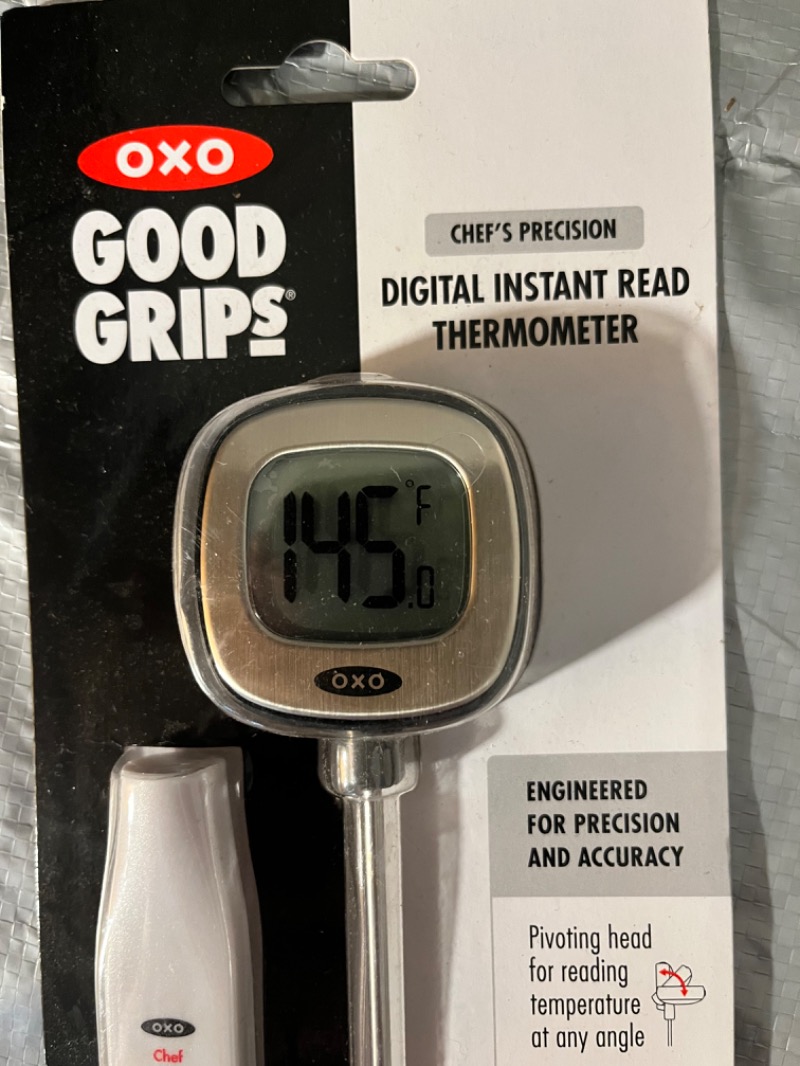 OXO
GOOD
GRIPS®
CHEF'S PRECISION
DIGITAL INSTANT READ
THERMOMETER
145.0 °F
OXO
ENGINEERED
FOR PRECISION
AND ACCURACY
Pivoting head
for reading
temperature
at any angle
OXO
Chef